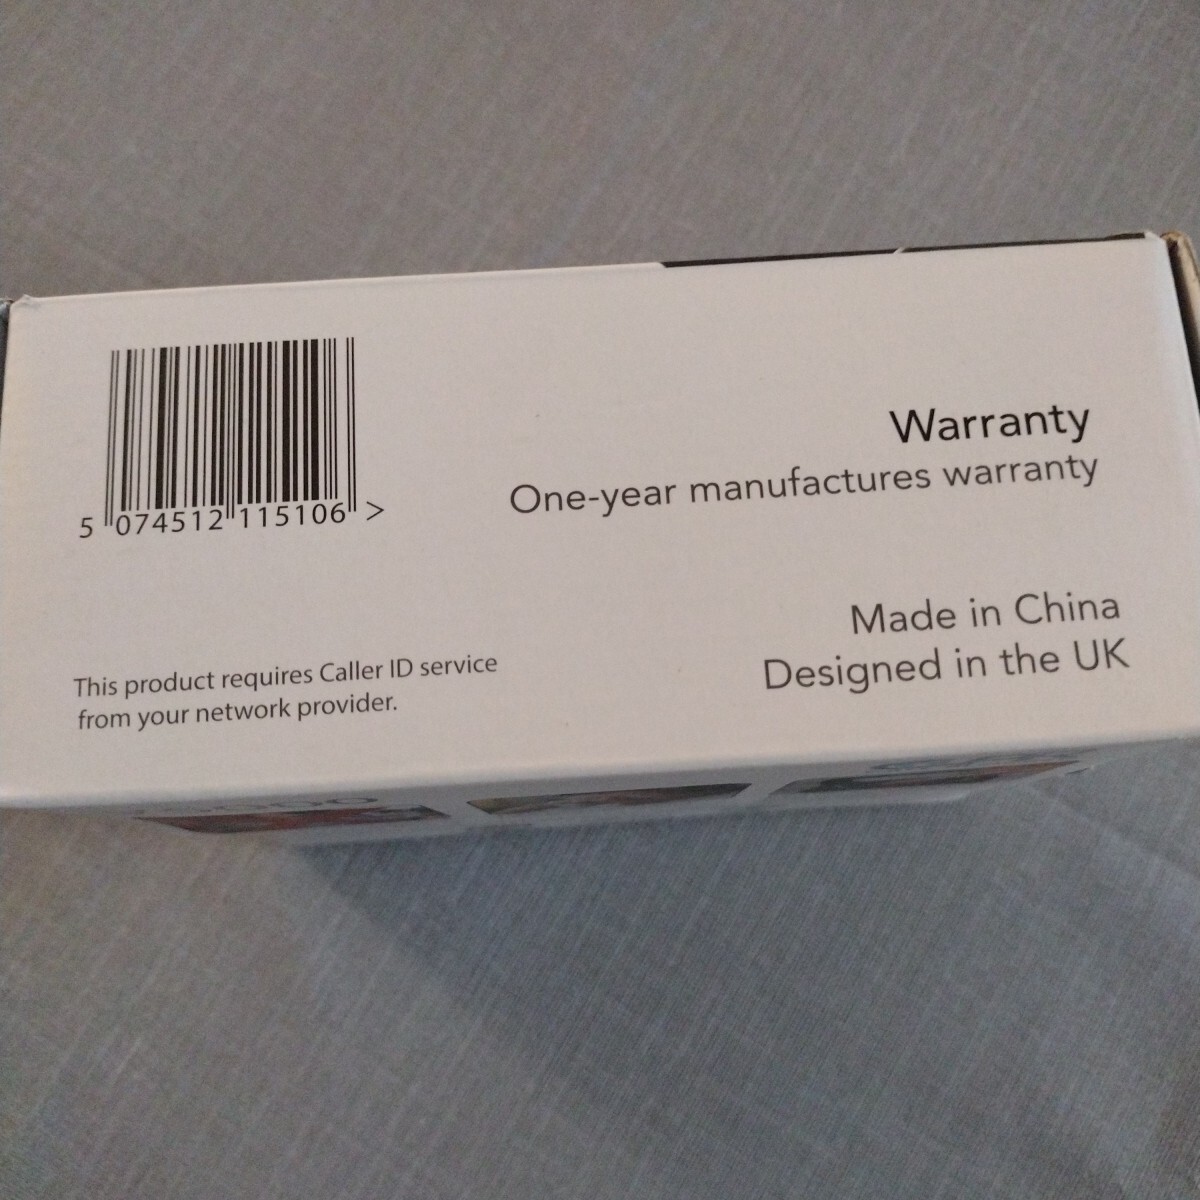 5 074512 115106 >
Warranty
One-year manufactures warranty
Made in China
Designed in the UK
This product requires Caller ID service
from your network provider.